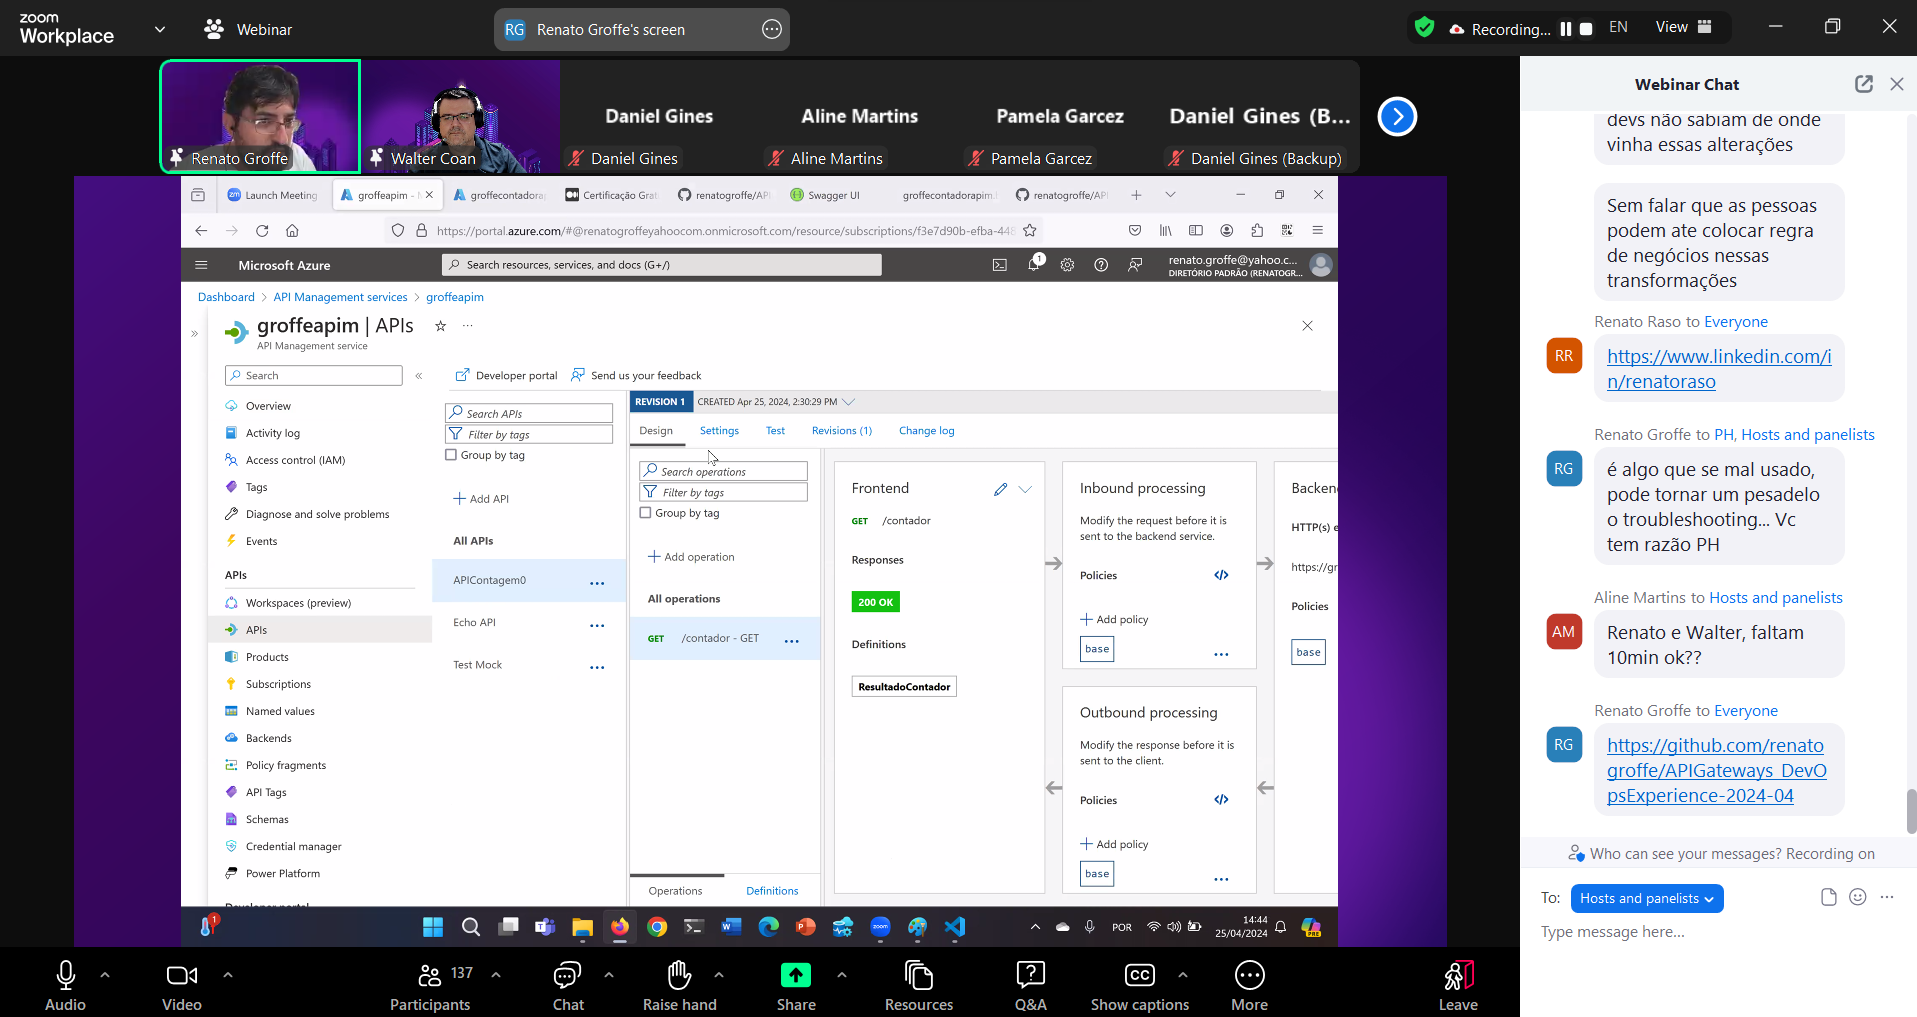 zoom
Workplace
Webinar
RG Renato Groffe's screen
Recording...
EN
View
Renato Groffe
Walter Coan
Daniel Gines
Daniel Gines
Aline Martins
Aline Martins
Pamela Garcez
Pamela Garcez
Daniel Gines (B...
Daniel Gines (Backup)
Launch Meeting
groffeapim - 
groffecontadora
Certificação Grat
renatogroffe/API
Swagger UI
groffecontadorapim.
renatogroffe/API
https://portal.azure.com/#@renatogroffeyahoocom.onmicrosoft.com/resource/subscriptions/f3e7d90b-efba-448
Microsoft Azure
Search resources, services, and docs (G+/)
1
renato.groffe@yahoo.c...
DIRETÓRIO PADRÃO (RENATOGR...
Dashboard > API Management services > groffeapim
groffeapim | APIs
API Management service
Search
Overview
Activity log
Access control (IAM)
Tags
Diagnose and solve problems
Events
APIs
Workspaces (preview)
APIs
Products
Subscriptions
Named values
Backends
Policy fragments
API Tags
Schemas
Credential manager
Power Platform
Developer portal
Developer portal
Send us your feedback
Search APIs
Filter by tags
Group by tag
Add API
All APIs
APIContagem0
Echo API
Test Mock
REVISION 1
CREATED Apr 25, 2024, 2:30:29 PM
Design
Settings
Test
Revisions (1)
Change log
Search operations
Filter by tags
Group by tag
Add operation
All operations
GET /contador - GET
Operations
Definitions
Frontend
GET /contador
Responses
200 OK
Definitions
ResultadoContador
Inbound processing
Modify the request before it is
sent to the backend service.
Policies
</>
Add policy
base
Outbound processing
Modify the response before it is
sent to the client.
Policies
</>
Add policy
base
Backen
HTTP(s) e
https://gr
Policies
base
1
POR
14:44
25/04/2024
Audio
Video
137
Participants
Chat
Raise hand
Share
Resources
Q&A
CC
Show captions
More
Leave
Webinar Chat
devs não sabiam de onde
vinha essas alterações
Sem falar que as pessoas
podem ate colocar regra
de negócios nessas
transformações
Renato Raso to Everyone
RR
https://www.linkedin.com/i
n/renatoraso
Renato Groffe to PH, Hosts and panelists
RG
é algo que se mal usado,
pode tornar um pesadelo
o troubleshooting... Vc
tem razão PH
Aline Martins to Hosts and panelists
AM
Renato e Walter, faltam
10min ok??
Renato Groffe to Everyone
RG
https://github.com/renato
groffe/APIGateways_DevO
psExperience-2024-04
Who can see your messages? Recording on
To: Hosts and panelists
Type message here...